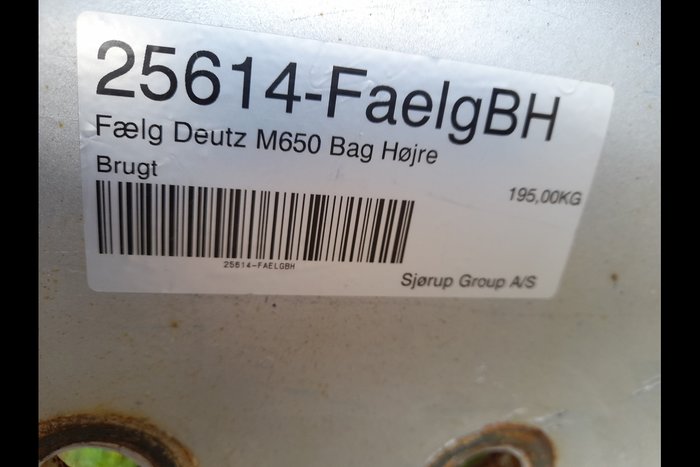 25614-FaelgBH
Fælg Deutz M650 Bag Højre
Brugt
195,00KG
25614-FAELGBH
Sjørup Group A/S